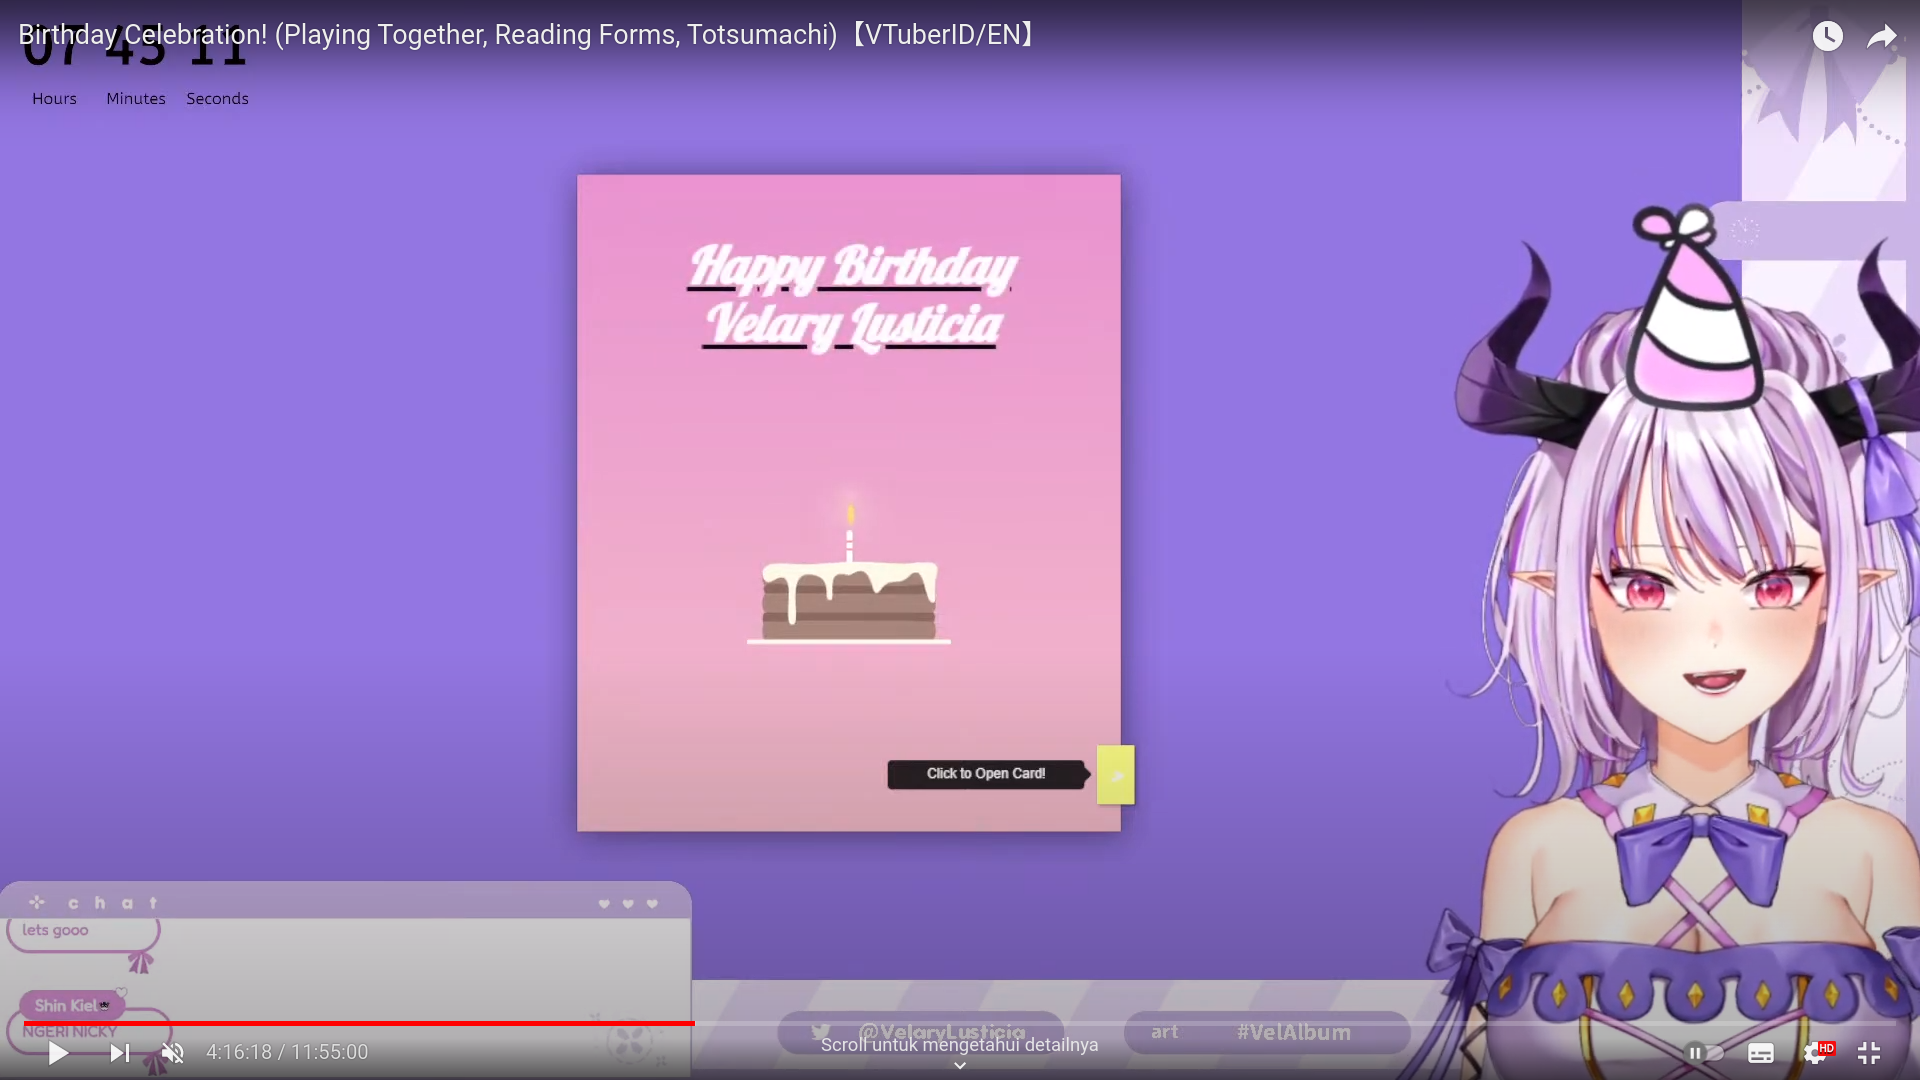 Birthday Celebration! (Playing Together, Reading Forms, Totsumachi)【VTuberID/EN】
07 45 11
Hours Minutes Seconds
Happy Birthday
Velary Lusticia
Click to Open Card!
chat
lets gooo
Shin Kiel
NGERI NICKY
@VelaryLusticia
art #VelAlbum
4:16:18 / 11:55:00
Scroll untuk mengetahui detailnya
HD